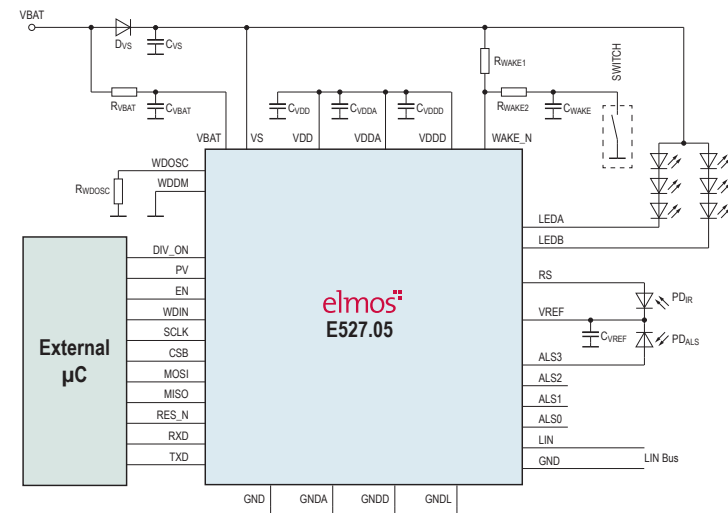 VBAT
DVS
CVS
RVBAT
CVBAT
CVDD
CVDDA
CVDDD
RWAKE1
RWAKE2
CWAKE
SWITCH
VBAT
VS
VDD
VDDA
VDDD
WAKE_N
WDOSC
WDDM
RWDOSC
LEDA
LEDB
DIV_ON
PV
EN
WDIN
SCLK
CSB
MOSI
MISO
RES_N
RXD
TXD
External
µC
elmos
E527.05
RS
VREF
ALS3
ALS2
ALS1
ALS0
LIN
GND
PDIR
CVREF
PDALS
LIN Bus
GND
GNDA
GNDD
GNDL